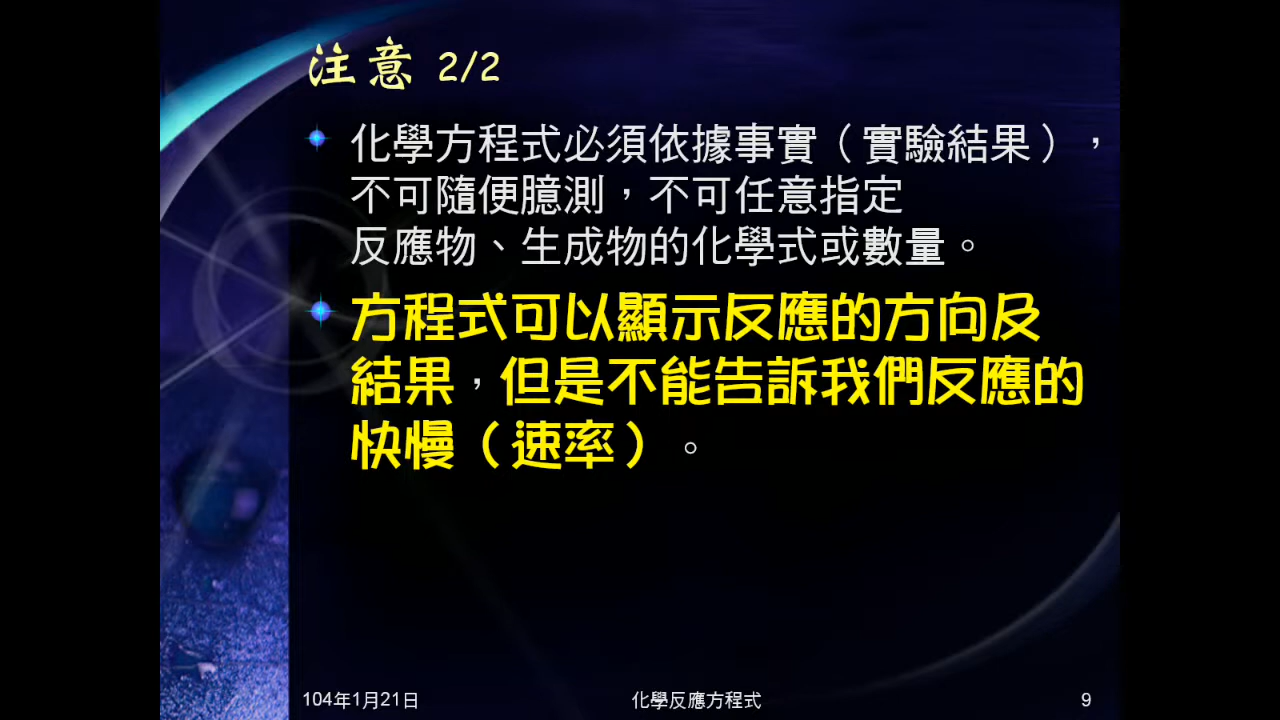 注意 2/2
化學方程式必須依據事實（實驗結果），
不可隨便臆測，不可任意指定
反應物、生成物的化學式或數量。
方程式可以顯示反應的方向及
結果，但是不能告訴我們反應的
快慢（速率）。
104年1月21日
化學反應方程式
9